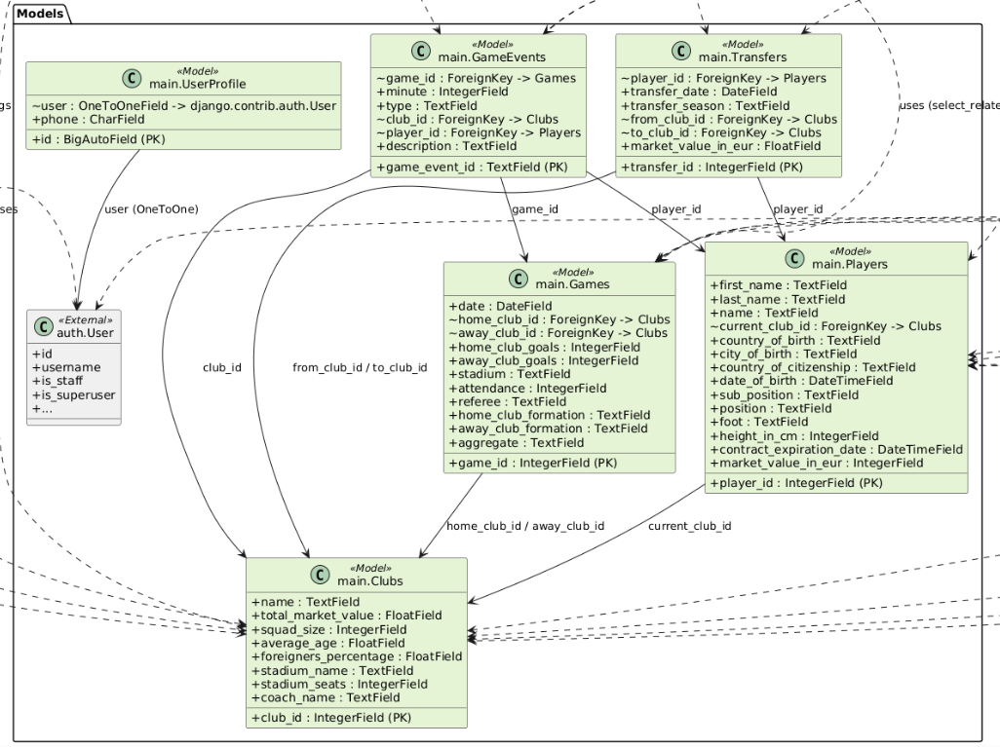 Models
«Model»
C main.UserProfile
~user : OneToOneField -> django.contrib.auth.User
+phone : CharField
+id : BigAutoField (PK)
«Model»
C main.GameEvents
~game_id : ForeignKey -> Games
+minute : IntegerField
+type : TextField
~club_id : ForeignKey -> Clubs
~player_id : ForeignKey -> Players
+description : TextField
+game_event_id : TextField (PK)
«Model»
C main.Transfers
~player_id : ForeignKey -> Players
+transfer_date : DateField
+transfer_season : TextField
~from_club_id : ForeignKey -> Clubs
~to_club_id : ForeignKey -> Clubs
+market_value_in_eur : FloatField
+transfer_id : IntegerField (PK)
gs
uses (select_relate
ses
user (OneToOne)
game_id
player_id
player_id
«External»
C auth.User
+id
+username
+is_staff
+is_superuser
+...
«Model»
C main.Games
+date : DateField
~home_club_id : ForeignKey -> Clubs
~away_club_id : ForeignKey -> Clubs
+home_club_goals : IntegerField
+away_club_goals : IntegerField
+stadium : TextField
+attendance : IntegerField
+referee : TextField
+home_club_formation : TextField
+away_club_formation : TextField
+aggregate : TextField
+game_id : IntegerField (PK)
«Model»
C main.Players
+first_name : TextField
+last_name : TextField
+name : TextField
~current_club_id : ForeignKey -> Clubs
+country_of_birth : TextField
+city_of_birth : TextField
+country_of_citizenship : TextField
+date_of_birth : DateTimeField
+sub_position : TextField
+position : TextField
+foot : TextField
+height_in_cm : IntegerField
+contract_expiration_date : DateTimeField
+market_value_in_eur : IntegerField
+player_id : IntegerField (PK)
club_id
from_club_id / to_club_id
home_club_id / away_club_id
current_club_id
«Model»
C main.Clubs
+name : TextField
+total_market_value : FloatField
+squad_size : IntegerField
+average_age : FloatField
+foreigners_percentage : FloatField
+stadium_name : TextField
+stadium_seats : IntegerField
+coach_name : TextField
+club_id : IntegerField (PK)